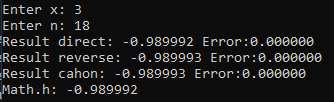 Enter x: 3
Enter n: 18
Result direct: -0.989992 Error:0.000000
Result reverse: -0.989993 Error:0.000000
Result cahon: -0.989993 Error:0.000000
Math.h: -0.989992